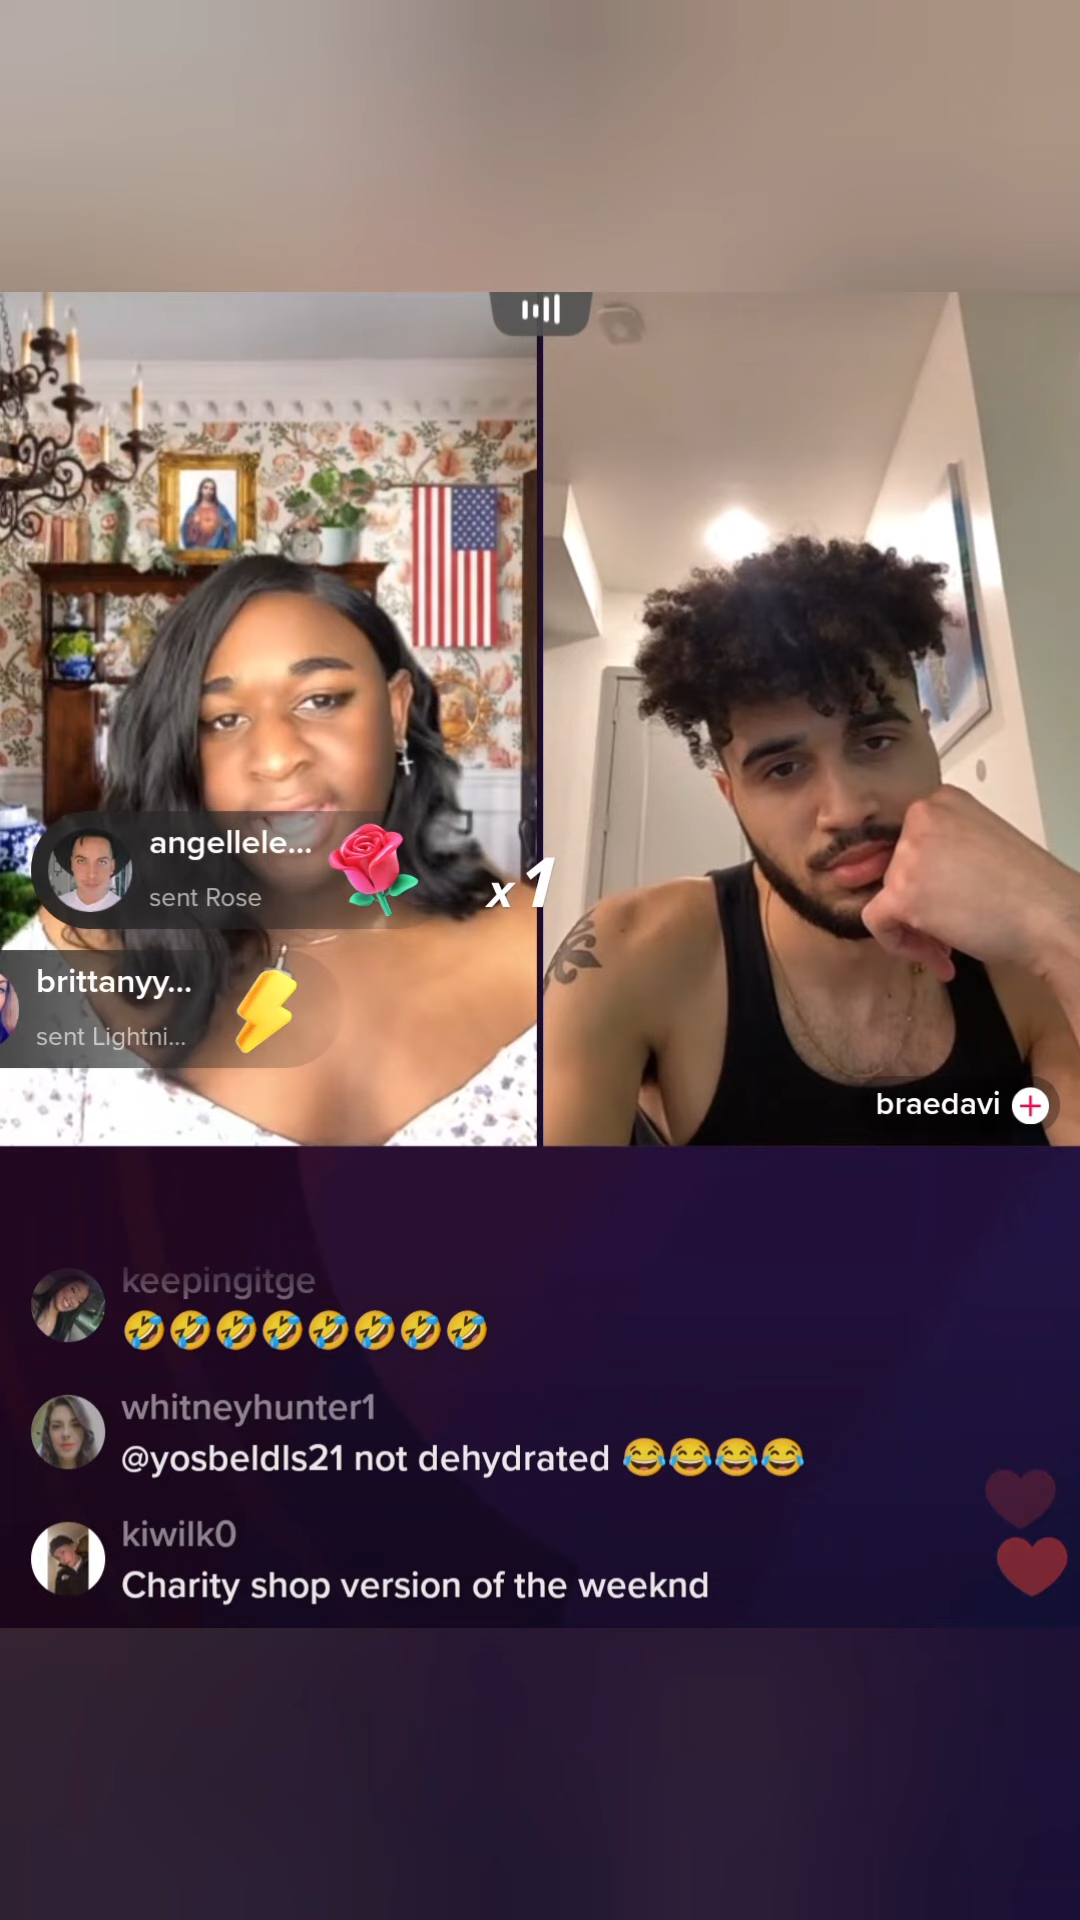 angellele...
sent Rose
x1
brittanyy...
sent Lightni...
braedavi
keepingitge
🤣🤣🤣🤣🤣🤣🤣🤣
whitneyhunter1
@yosbeldls21 not dehydrated 😂😂😂😂
kiwilk0
Charity shop version of the weeknd